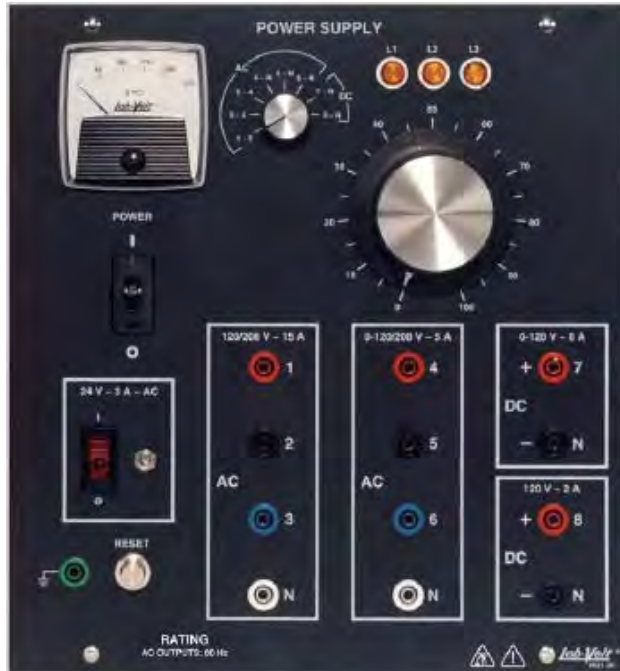 POWER SUPPLY
L1
L2
L3
AC
DC
Lab-Volt
POWER
I
O
40
50
60
30
70
20
80
10
90
0
100
120/208 V – 15 A
1
2
AC
3
N
0-120/208 V – 5 A
4
5
AC
6
N
0-120 V – 8 A
+
7
DC
–
N
120 V – 2 A
+
8
DC
–
N
24 V – 3 A – AC
I
O
RESET
RATING
AC OUTPUTS: 60 Hz
Lab-Volt